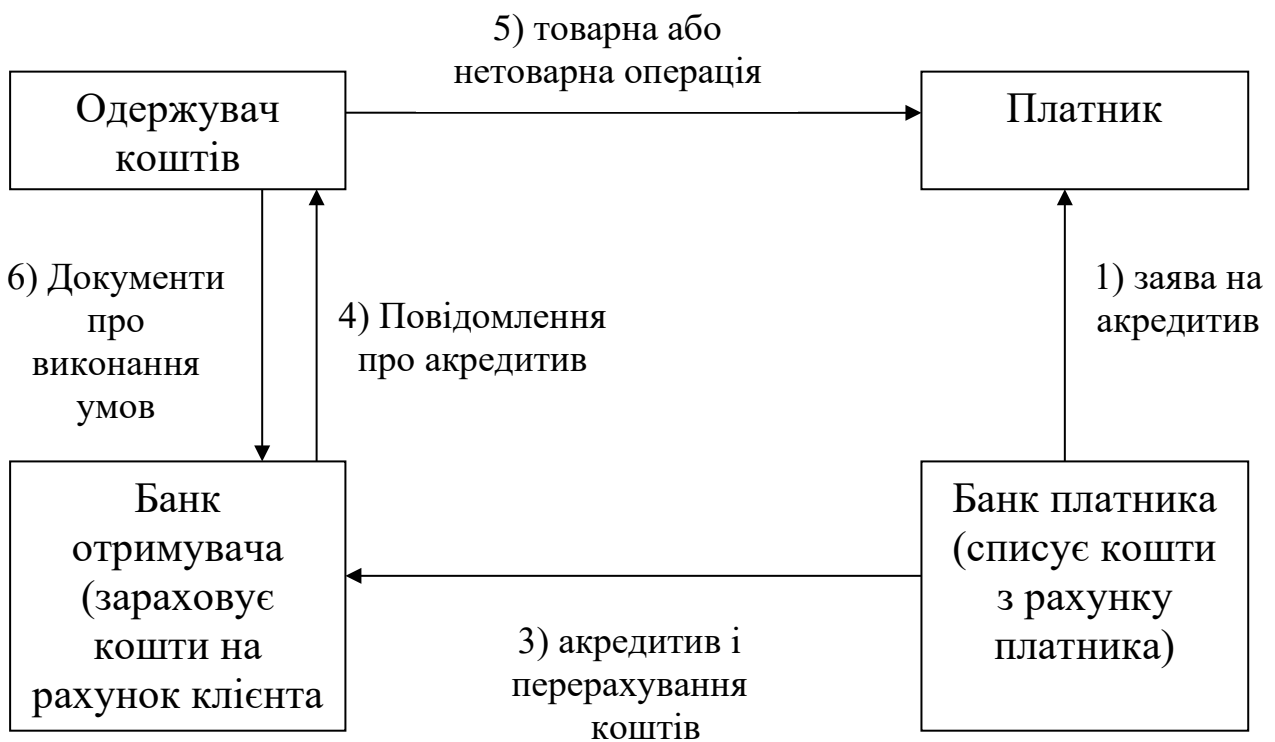 5) товарна або
нетоварна операція
Одержувач
коштів
Платник
6) Документи
про
виконання
умов
4) Повідомлення
про акредитив
1) заява на
акредитив
Банк
отримувача
(зараховує
кошти на
рахунок клієнта
Банк платника
(списує кошти
з рахунку
платника)
3) акредитив і
перерахування
коштів